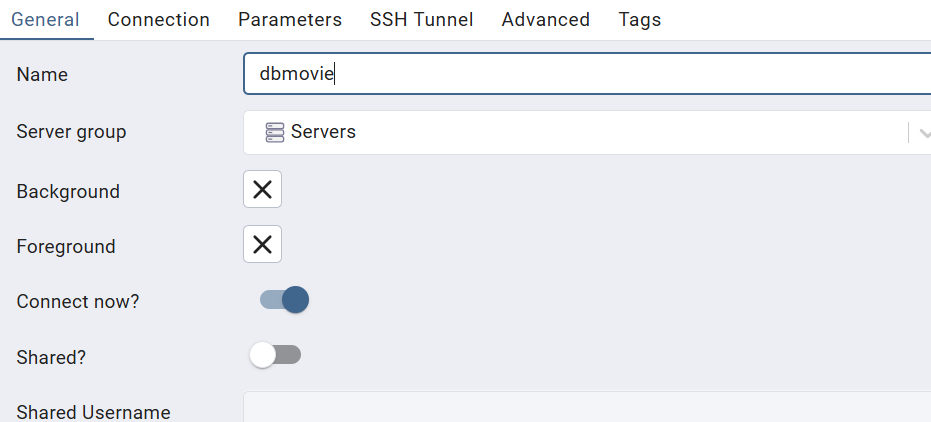 General Connection Parameters SSH Tunnel Advanced Tags
Name dbmovie
Server group Servers
Background
Foreground
Connect now?
Shared?
Shared Username